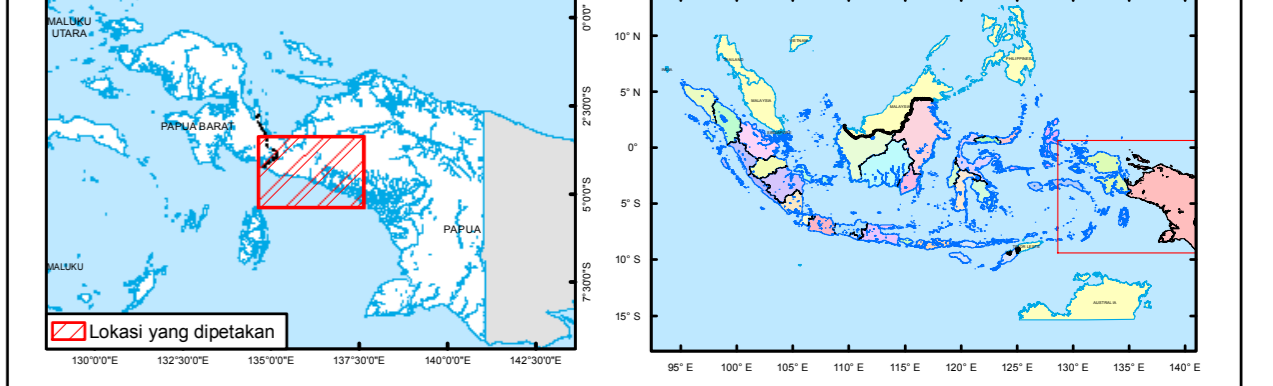 MALUKU
UTARA
PAPUA BARAT
PAPUA
MALUKU
Lokasi yang dipetakan
0°0'0"
2°30'0"S
5°0'0"S
7°30'0"S
130°0'0"E
132°30'0"E
135°0'0"E
137°30'0"E
140°0'0"E
142°30'0"E
10° N
5° N
0°
5° S
10° S
15° S
PHILIPPINES
MALAYSIA
MALAYSIA
AUSTRALIA
95° E
100° E
105° E
110° E
115° E
120° E
125° E
130° E
135° E
140° E